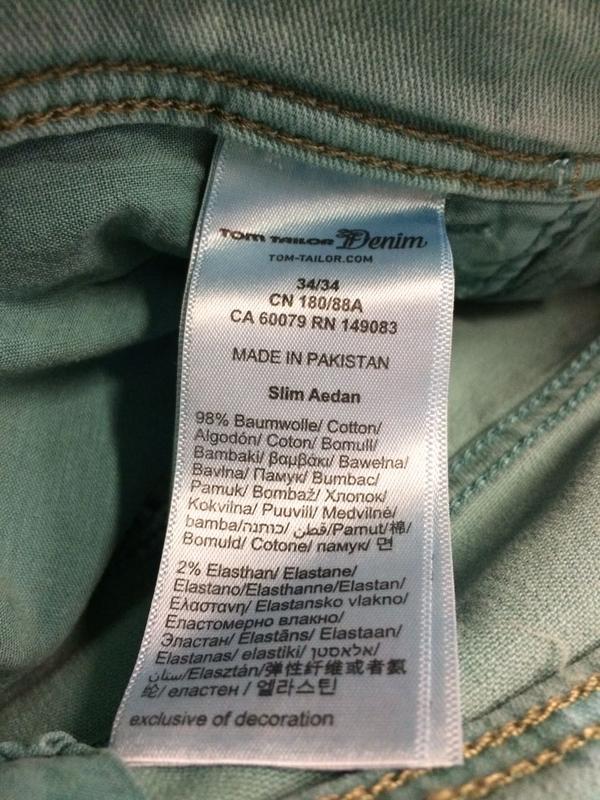 TOM TAILOR Denim
TOM-TAILOR.COM
34/34
CN 180/88A
CA 60079 RN 149083
MADE IN PAKISTAN
Slim Aedan
98% Baumwolle/ Cotton/
Algodón/ Coton/ Bomull/
Bambaki/ βαμβάκι/ Bawełna/
Bavlna/ Памук/ Bumbac/
Pamuk/ Bombaž/ Хлопок/
Kokvilna/ Puuvill/ Medvilnė/
bamba/כותנה/ قطن/Pamut/棉/
Bomuld/ Cotone/ памук/ 면
2% Elasthan/ Elastane/
Elastano/Elasthanne/Elastan/
Ελαστανη/ Elastansko vlakno/
Еластомерно влакно/
Эластан/ Elastāns/ Elastaan/
Elastanas/ elastiki/ אלאסטן/
ستان/Elasztán/弹性纤维或者氨
纶/ еластен / 엘라스틴
exclusive of decoration